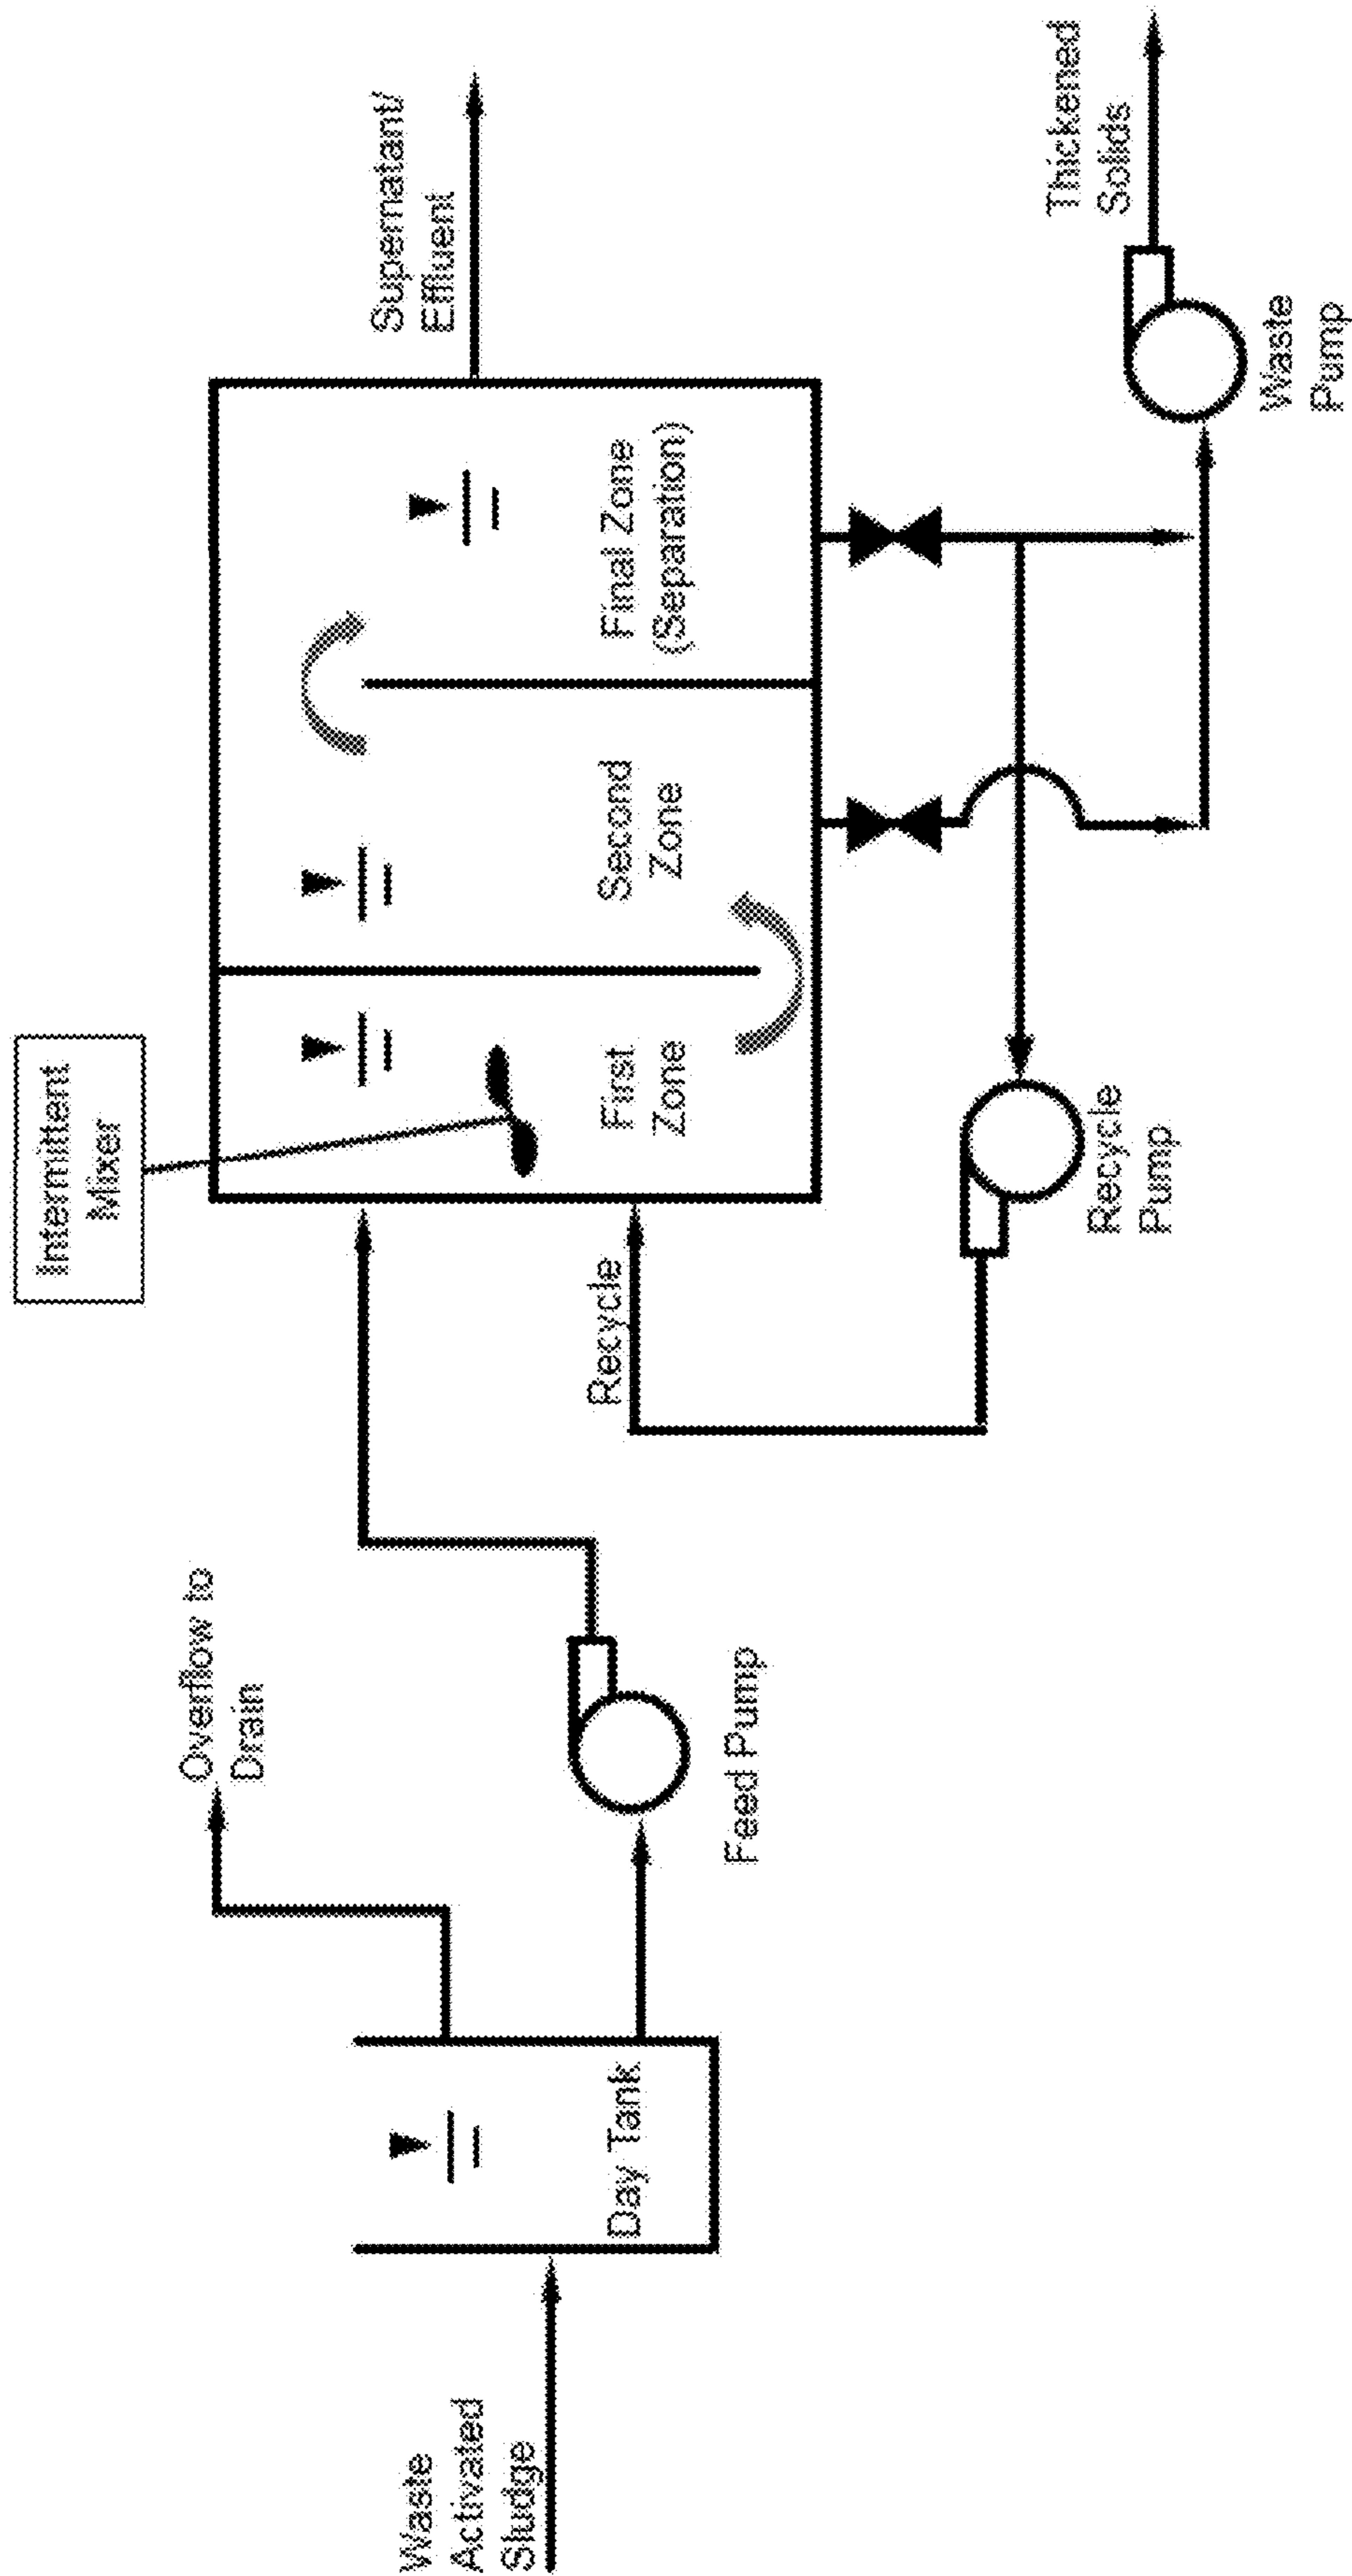 Waste
Activated
Sludge
Day Tank
Overflow to
Drain
Feed Pump
Intermittent
Mixer
Recycle
Recycle
Pump
First
Zone
Second
Zone
Final Zone
(Separation)
Supernatant/
Effluent
Waste
Pump
Thickened
Solids